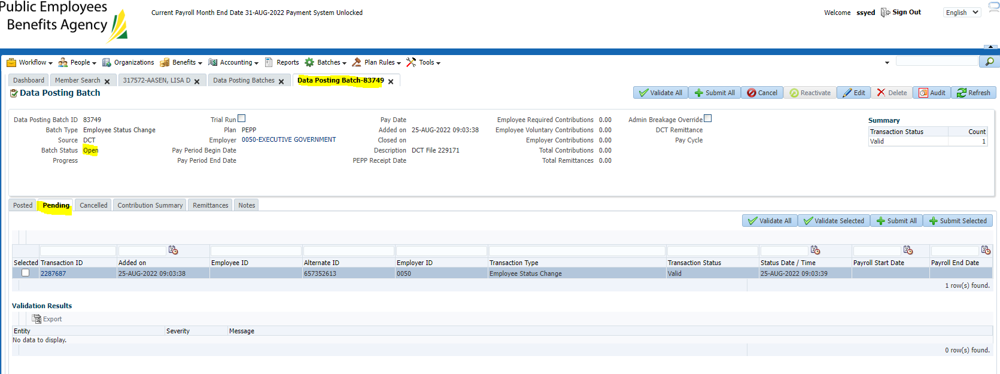 Public Employees
Benefits Agency
Current Payroll Month End Date 31-AUG-2022 Payment System Unlocked
Welcome ssyed Sign Out English
Workflow People Organizations Benefits Accounting Reports Batches Plan Rules Tools
Dashboard Member Search 317572-AASEN, LISA D Data Posting Batches Data Posting Batch-83749
Data Posting Batch
Validate All Submit All Cancel Reactivate Edit Delete Audit Refresh
Data Posting Batch ID 83749 Trial Run Pay Date Employee Required Contributions 0.00 Admin Breakage Override Summary
Batch Type Employee Status Change Plan PEPP Added on 25-AUG-2022 09:03:38 Employee Voluntary Contributions 0.00 DCT Remittance Transaction Status Count
Source DCT Employer 0050-EXECUTIVE GOVERNMENT Closed on Employer Contributions 0.00 Pay Cycle Valid 1
Batch Status Open Pay Period Begin Date Description DCT File 229171 Total Contributions 0.00
Progress Pay Period End Date PEPP Receipt Date Total Remittances 0.00
Posted Pending Cancelled Contribution Summary Remittances Notes
Validate All Validate Selected Submit All Submit Selected
Selected Transaction ID Added on Employee ID Alternate ID Employer ID Transaction Type Transaction Status Status Date / Time Payroll Start Date Payroll End Date
2287687 25-AUG-2022 09:03:38 657352613 0050 Employee Status Change Valid 25-AUG-2022 09:03:39
1 row(s) found.
Validation Results
Export
Entity Severity Message
No data to display.
0 row(s) found.